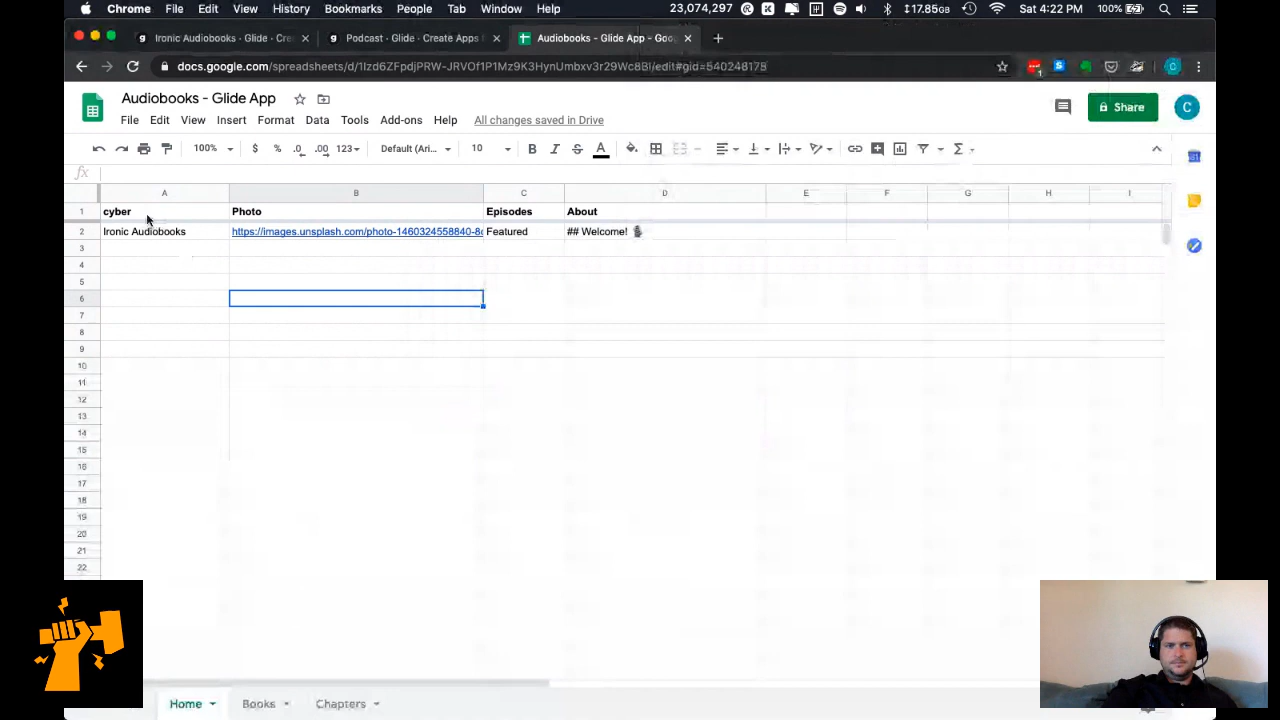 Chrome File Edit View History Bookmarks People Tab Window Help 23,074,297 17.85GB Sat 4:22 PM 100%
Ironic Audiobooks - Glide - Cre × Podcast - Glide - Create Apps × Audiobooks - Glide App - Goo × +
docs.google.com/spreadsheets/d/1Izd6ZFpdjPRW-JRVOf1P1Mz9K3HynUmbxv3r29Wc8BI/edit#gid=540248175
Audiobooks - Glide App
Share C
File Edit View Insert Format Data Tools Add-ons Help All changes saved in Drive
100% $ % .0 .00 123 Default (Ari... 10 B I S A
fx
A B C D E F G H I
1 cyber Photo Episodes About
2 Ironic Audiobooks https://images.unsplash.com/photo-1460324558840-8c Featured ## Welcome!
3
4
5
6
7
8
9
10
11
12
13
14
15
16
17
18
19
20
21
22
Home Books Chapters